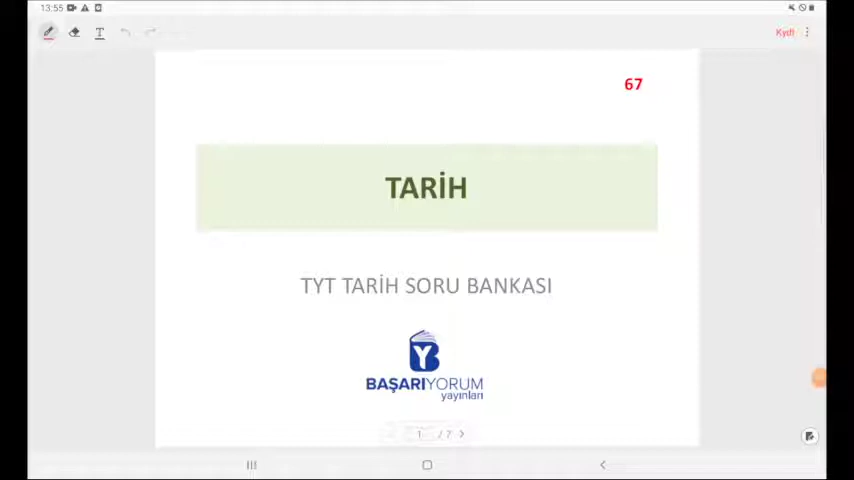 13:55
Kydt
67
TARİH
TYT TARİH SORU BANKASI
BAŞARIYORUM
yayınları
1 / 7